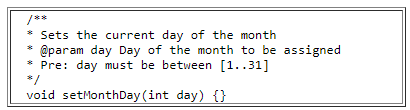 /**
* Sets the current day of the month
* @param day Day of the month to be assigned
* Pre: day must be between [1..31]
*/
void setMonthDay(int day) {}